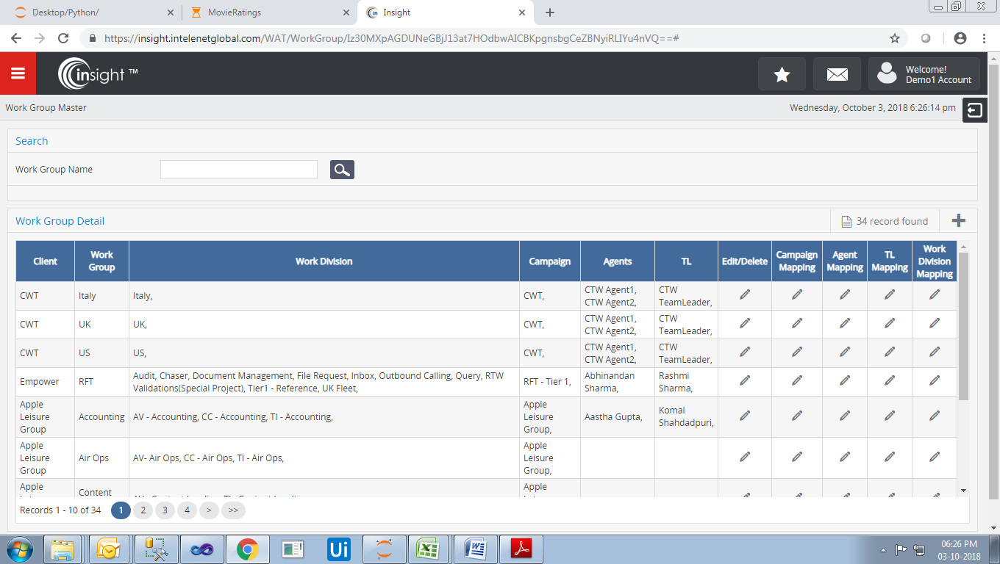 Desktop/Python/
MovieRatings
Insight
https://insight.intelenetglobal.com/WAT/WorkGroup/Iz30MXpAGDUNeGBjJ13at7HOdbwAICBKpgnsbgCeZBNyiRLIYu4nVQ==#
insight ™
Welcome!
Demo1 Account
Work Group Master
Wednesday, October 3, 2018 6:26:14 pm
Search
Work Group Name
Work Group Detail
34 record found
Client Work Group Work Division Campaign Agents TL Edit/Delete Campaign Mapping Agent Mapping TL Mapping Work Division Mapping
CWT Italy Italy, CWT, CTW Agent1, CTW Agent2, CTW TeamLeader,
CWT UK UK, CWT, CTW Agent1, CTW Agent2, CTW TeamLeader,
CWT US US, CWT, CTW Agent1, CTW Agent2, CTW TeamLeader,
Empower RFT Audit, Chaser, Document Management, File Request, Inbox, Outbound Calling, Query, RTW Validations(Special Project), Tier1 - Reference, UK Fleet, RFT - Tier 1, Abhinandan Sharma, Rashmi Sharma,
Apple Leisure Group Accounting AV - Accounting, CC - Accounting, TI - Accounting, Apple Leisure Group, Aastha Gupta, Komal Shahdadpuri,
Apple Leisure Group Air Ops AV- Air Ops, CC - Air Ops, TI - Air Ops, Apple Leisure Group,
Apple Content Apple
Records 1 - 10 of 34 1 2 3 4 > >>
Ui
06:26 PM
03-10-2018